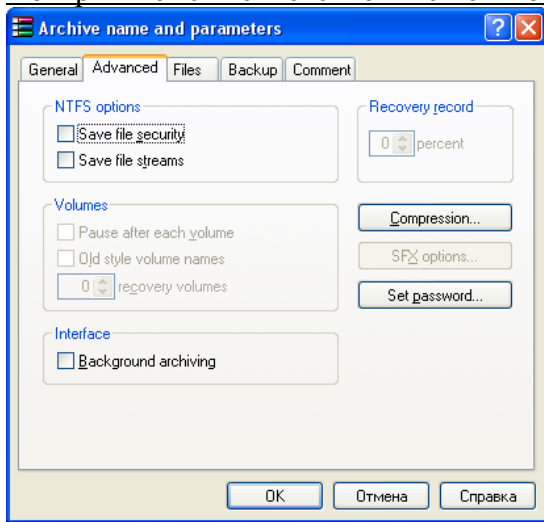 Archive name and parameters
General Advanced Files Backup Comment
NTFS options
Save file security
Save file streams
Recovery record
0 percent
Volumes
Pause after each volume
Old style volume names
0 recovery volumes
Compression...
SFX options...
Set password...
Interface
Background archiving
OK Отмена Справка